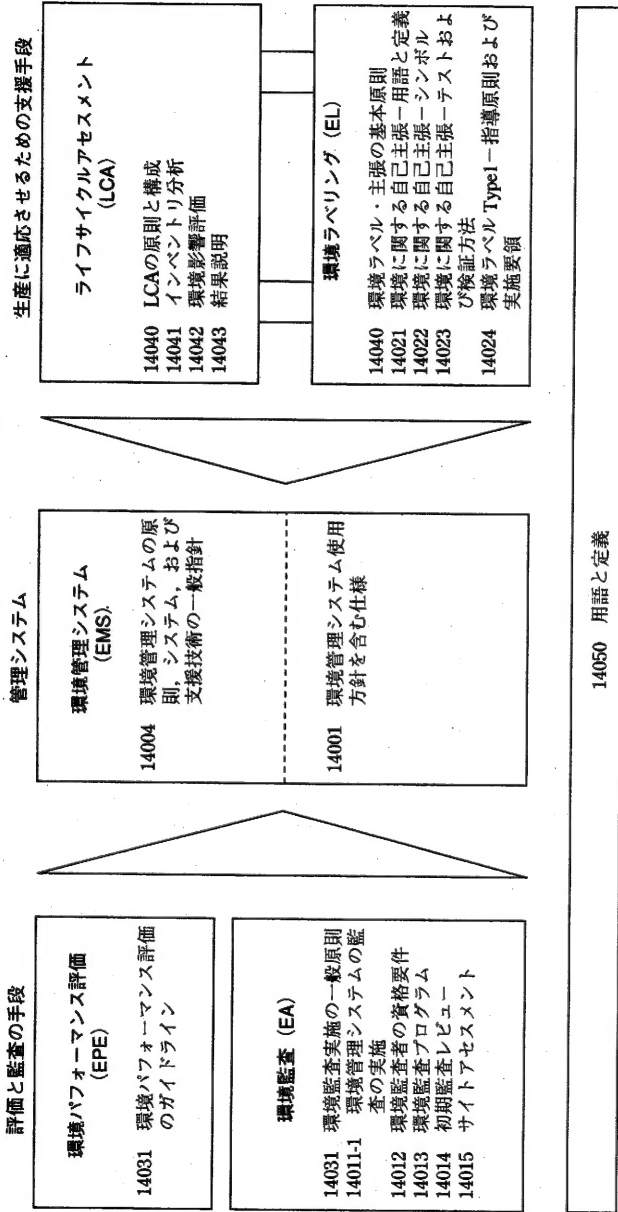 評価と監査の手段
環境パフォーマンス評価
(EPE)
14031 環境パフォーマンス評価
のガイドライン
環境監査 (EA)
14031 環境監査実施の一般原則
14011-1 環境管理システムの監
査の実施
14012 環境監査者の資格要件
14013 環境監査プログラム
14014 初期監査レビュー
14015 サイトアセスメント
管理システム
環境管理システム
(EMS)
14004 環境管理システムの原
則,システム,および
支援技術の一般指針
14001 環境管理システム使用
方針を含む仕様
生産に適応させるための支援手段
ライフサイクルアセスメント
(LCA)
14040 LCAの原則と構成
14041 インベントリ分析
14042 環境影響評価
14043 結果説明
環境ラベリング (EL)
14040 環境ラベル・主張の基本原則
14021 環境に関する自己主張-用語と定義
14022 環境に関する自己主張-シンボル
14023 環境に関する自己主張-テストおよ
び検証方法
14024 環境ラベル Type1-指導原則および
実施要領
14050 用語と定義